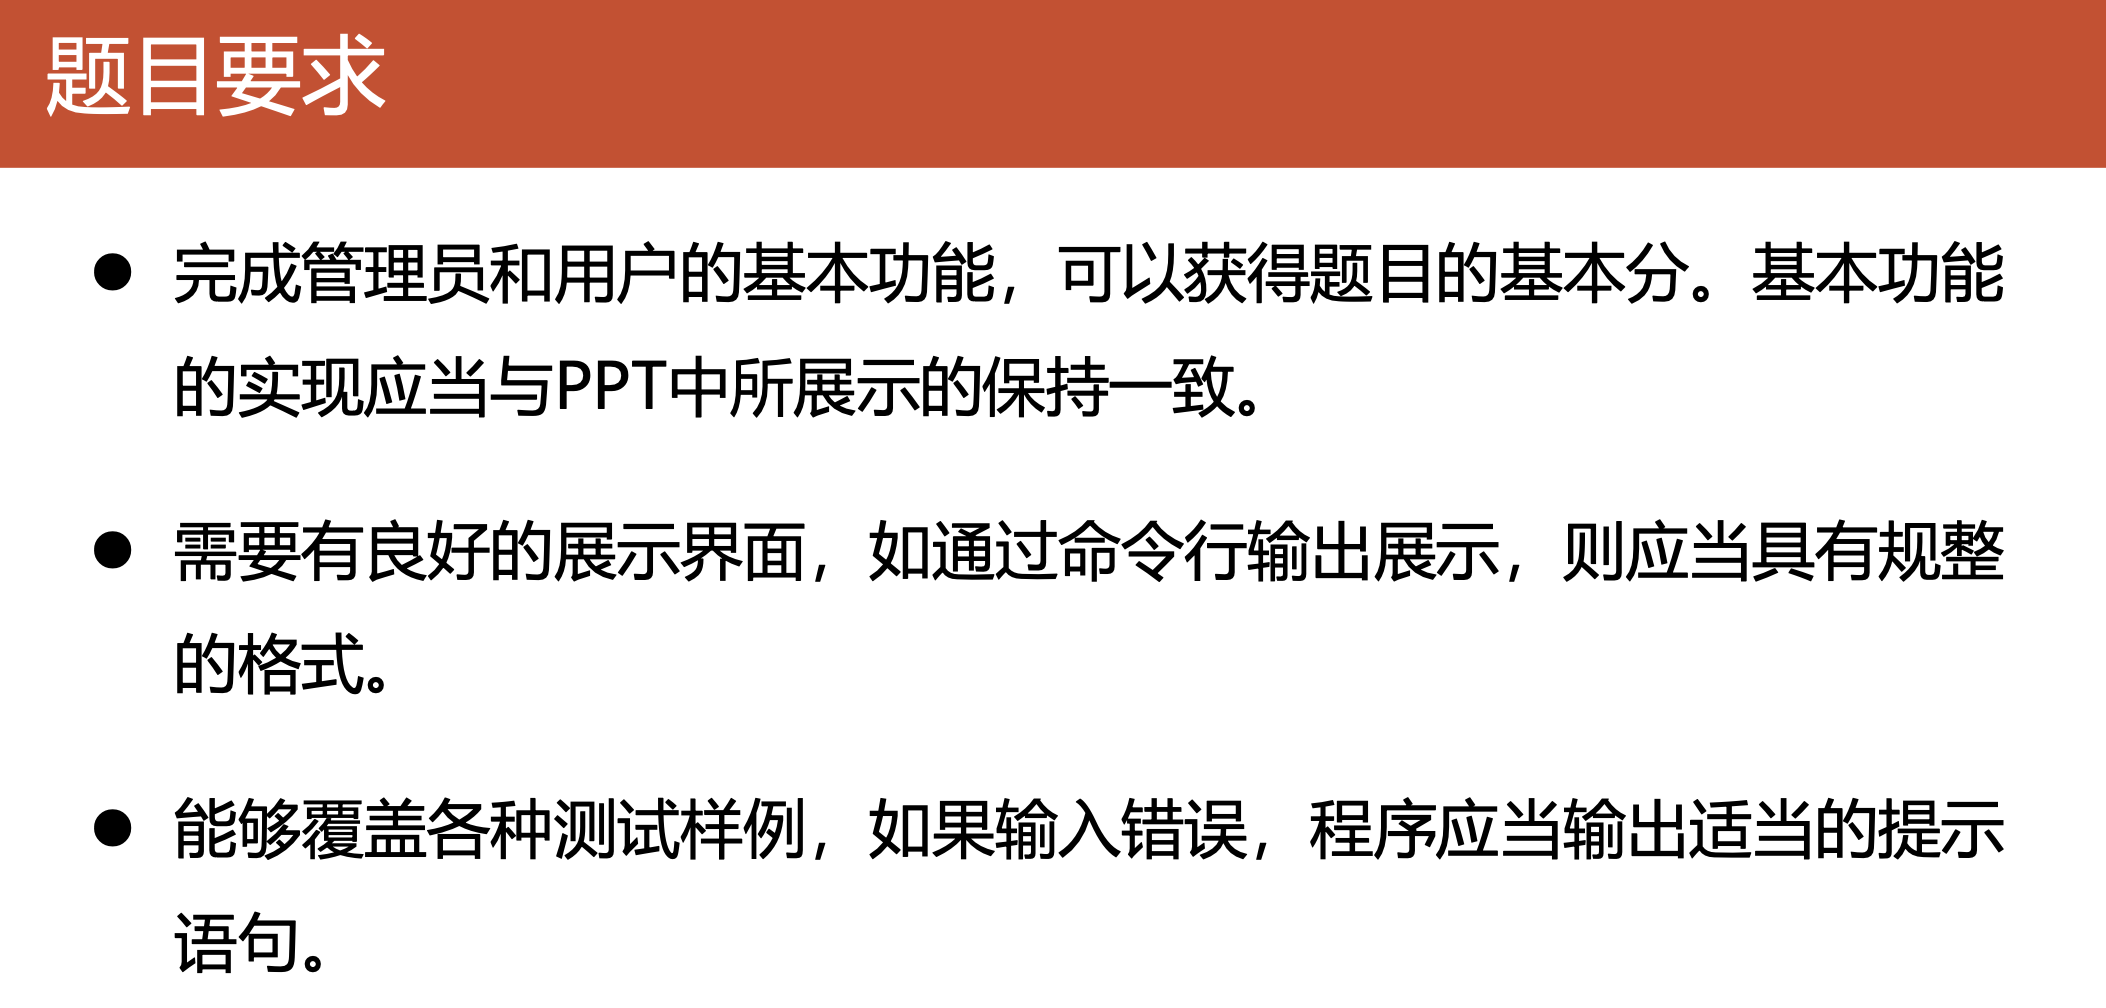 题目要求
● 完成管理员和用户的基本功能，可以获得题目的基本分。基本功能
的实现应当与PPT中所展示的保持一致。
● 需要有良好的展示界面，如通过命令行输出展示，则应当具有规整
的格式。
● 能够覆盖各种测试样例，如果输入错误，程序应当输出适当的提示
语句。